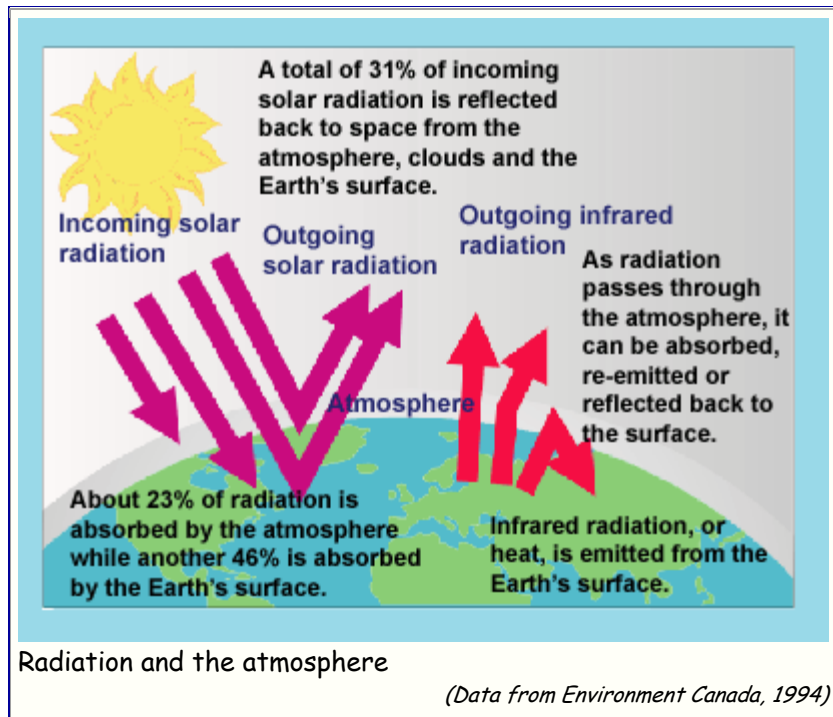 A total of 31% of incoming
solar radiation is reflected
back to space from the
atmosphere, clouds and the
Earth's surface.
Incoming solar
radiation
Outgoing
solar radiation
Outgoing infrared
radiation
As radiation
passes through
the atmosphere, it
can be absorbed,
re-emitted or
reflected back to
the surface.
Atmosphere
About 23% of radiation is
absorbed by the atmosphere
while another 46% is absorbed
by the Earth's surface.
Infrared radiation, or
heat, is emitted from the
Earth's surface.
Radiation and the atmosphere
(Data from Environment Canada, 1994)